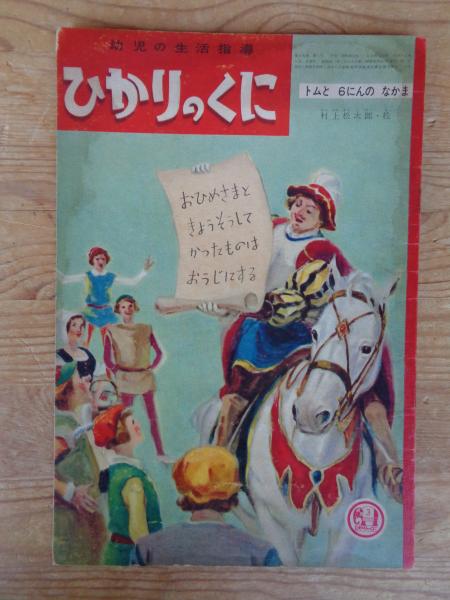 幼児の生活指導
ひかりのくに
トムと 6にんの なかま
村上松次郎・絵
おひめさまと
きょうそうして
かったものは
おうじにする
3